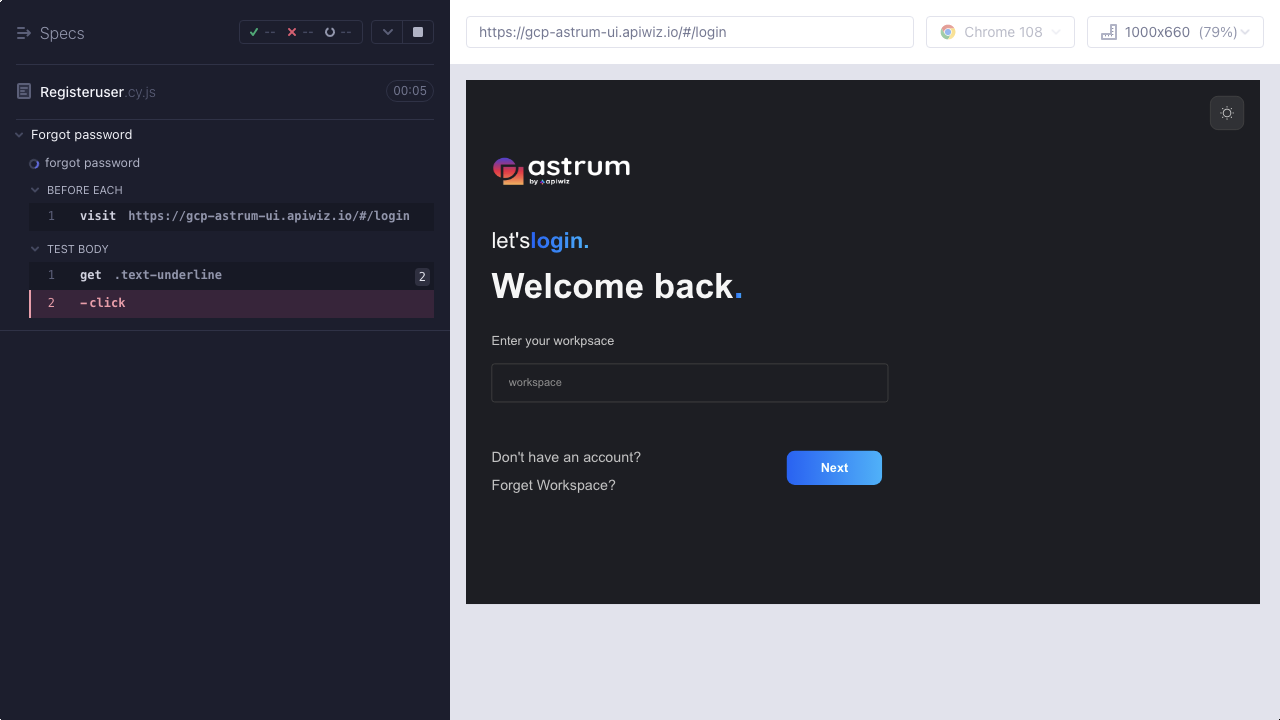 Specs
--
--
--
Registeruser.cy.js
00:05
Forgot password
forgot password
BEFORE EACH
1 visit https://gcp-astrum-ui.apiwiz.io/#/login
TEST BODY
1 get .text-underline 2
2 -click
https://gcp-astrum-ui.apiwiz.io/#/login
Chrome 108
1000x660 (79%)
astrum
by apiwiz
let'slogin.
Welcome back.
Enter your workpsace
workspace
Don't have an account?
Next
Forget Workspace?